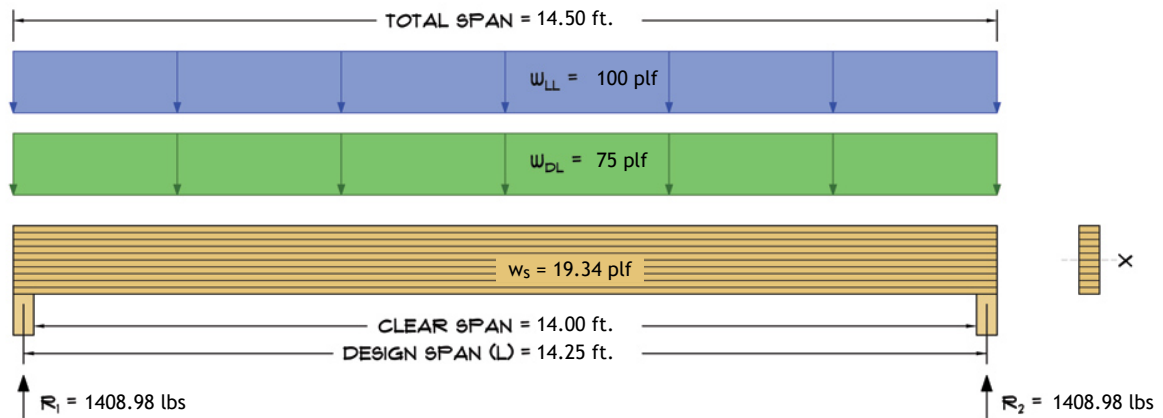 TOTAL SPAN = 14.50 ft.
WLL = 100 plf
WDL = 75 plf
ws = 19.34 plf
X
CLEAR SPAN = 14.00 ft.
DESIGN SPAN (L) = 14.25 ft.
R1 = 1408.98 lbs
R2 = 1408.98 lbs